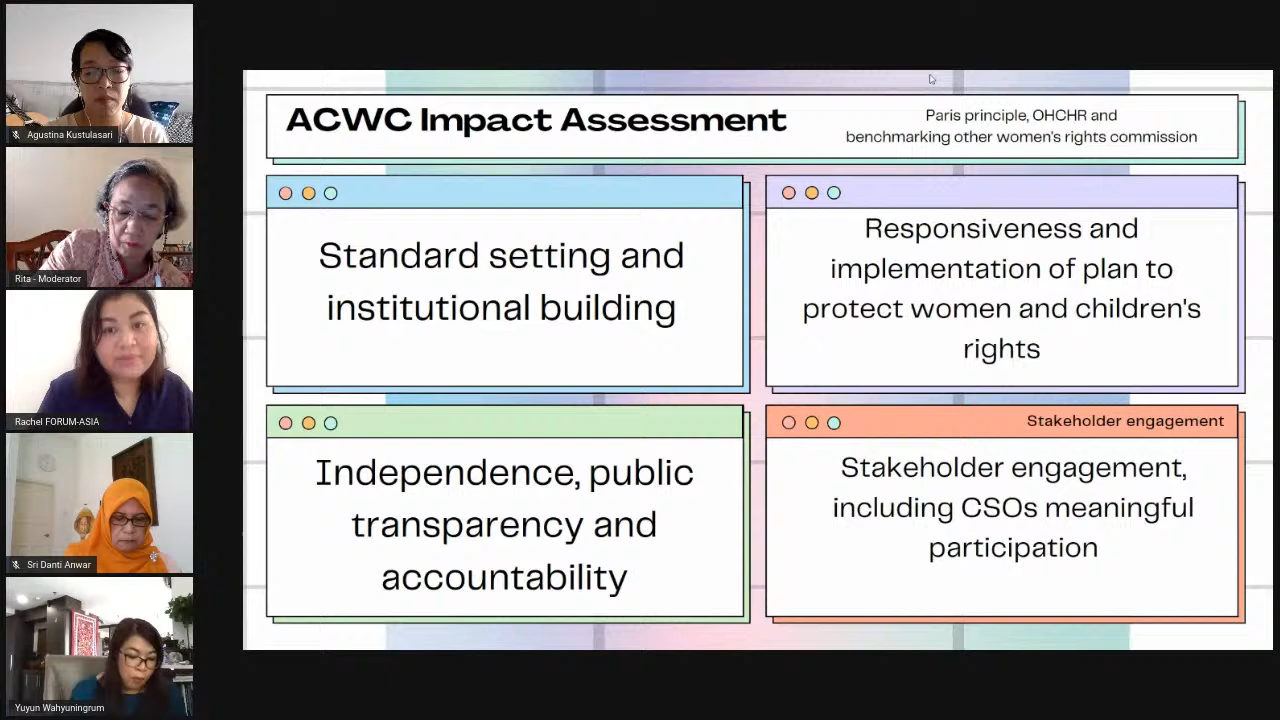 Agustina Kustulasari
Rita - Moderator
Rachel FORUM-ASIA
Sri Danti Anwar
Yuyun Wahyuningrum
ACWC Impact Assessment
Paris principle, OHCHR and
benchmarking other women's rights commission
Standard setting and
institutional building
Responsiveness and
implementation of plan to
protect women and children's
rights
Independence, public
transparency and
accountability
Stakeholder engagement
Stakeholder engagement,
including CSOs meaningful
participation